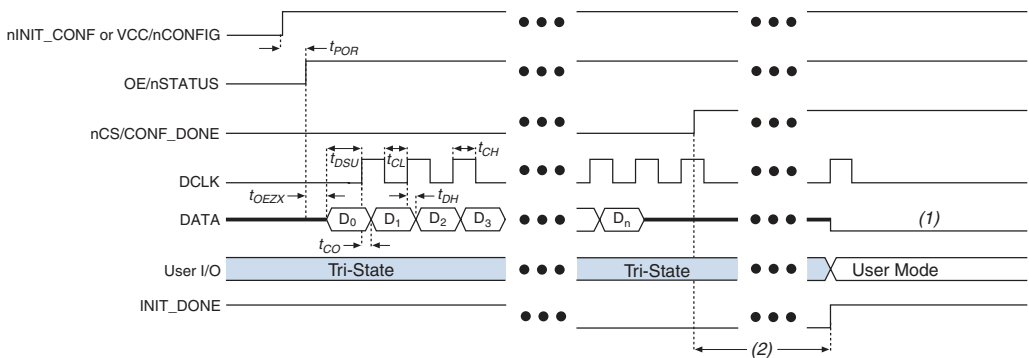 nINIT_CONF or VCC/nCONFIG
tPOR
OE/nSTATUS
nCS/CONF_DONE
tDSU
tCL
tCH
DCLK
tOEZX
tDH
DATA
D0
D1
D2
D3
Dn
(1)
tCO
User I/O
Tri-State
Tri-State
User Mode
INIT_DONE
(2)